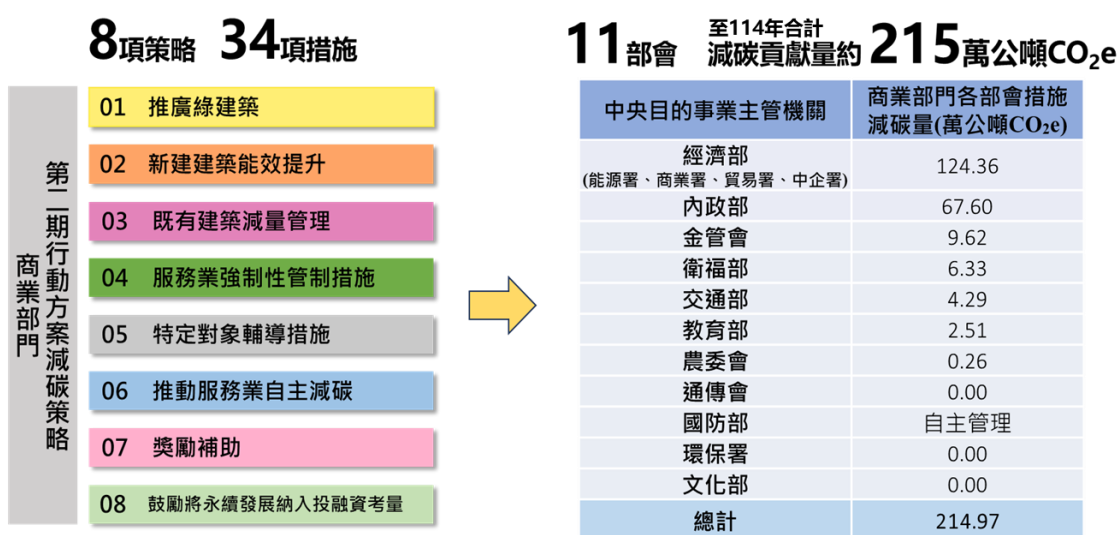 8項策略 34項措施
第二期行動方案減碳策略
商業部門
01 推廣綠建築
02 新建建築能效提升
03 既有建築減量管理
04 服務業強制性管制措施
05 特定對象輔導措施
06 推動服務業自主減碳
07 獎勵補助
08 鼓勵將永續發展納入投融資考量
11部會 至114年合計
減碳貢獻量約 215萬公噸CO₂e
中央目的事業主管機關 商業部門各部會措施
減碳量(萬公噸CO₂e)
經濟部
(能源署、商業署、貿易署、中企署) 124.36
內政部 67.60
金管會 9.62
衛福部 6.33
交通部 4.29
教育部 2.51
農委會 0.26
通傳會 0.00
國防部 自主管理
環保署 0.00
文化部 0.00
總計 214.97